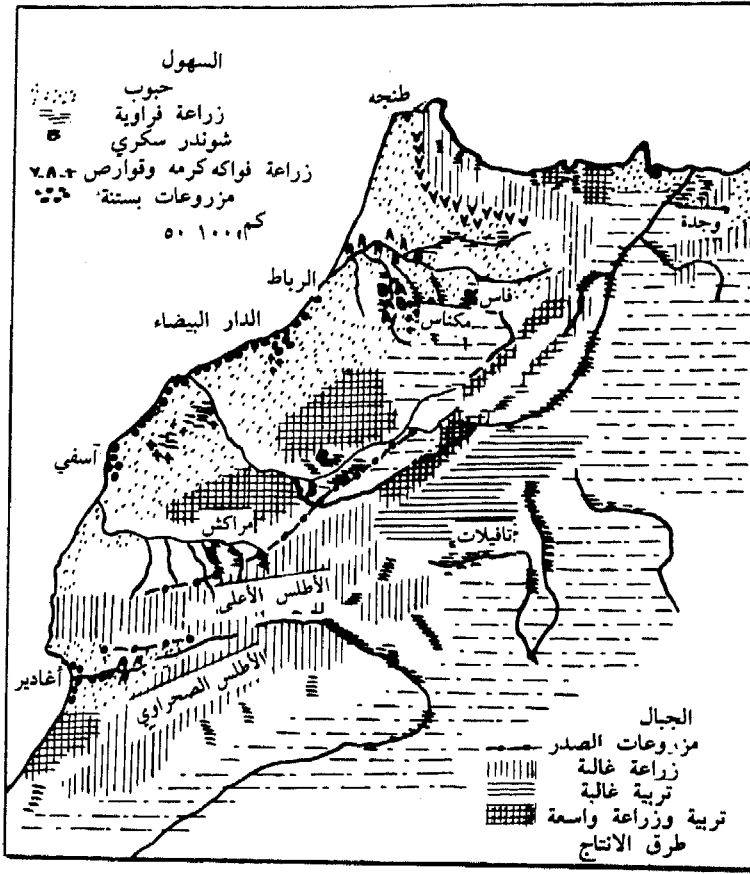 السهول
حبوب
زراعة فراوية
شوندر سكري B
زراعة فواكه كرمه وقوارص
مزروعات بستنة
٥٠ ١٠٠ كم
طنجه
وجدة
الرباط
فاس
مكناس
الدار البيضاء
آسفي
مراكش
تافيلات
الأطلس الأعلى
الأطلس الصحراوي
آغادير
الجبال
مزروعات الصدر
زراعة غالبة
تربية غالبة
تربية وزراعة واسعة
طرق الانتاج